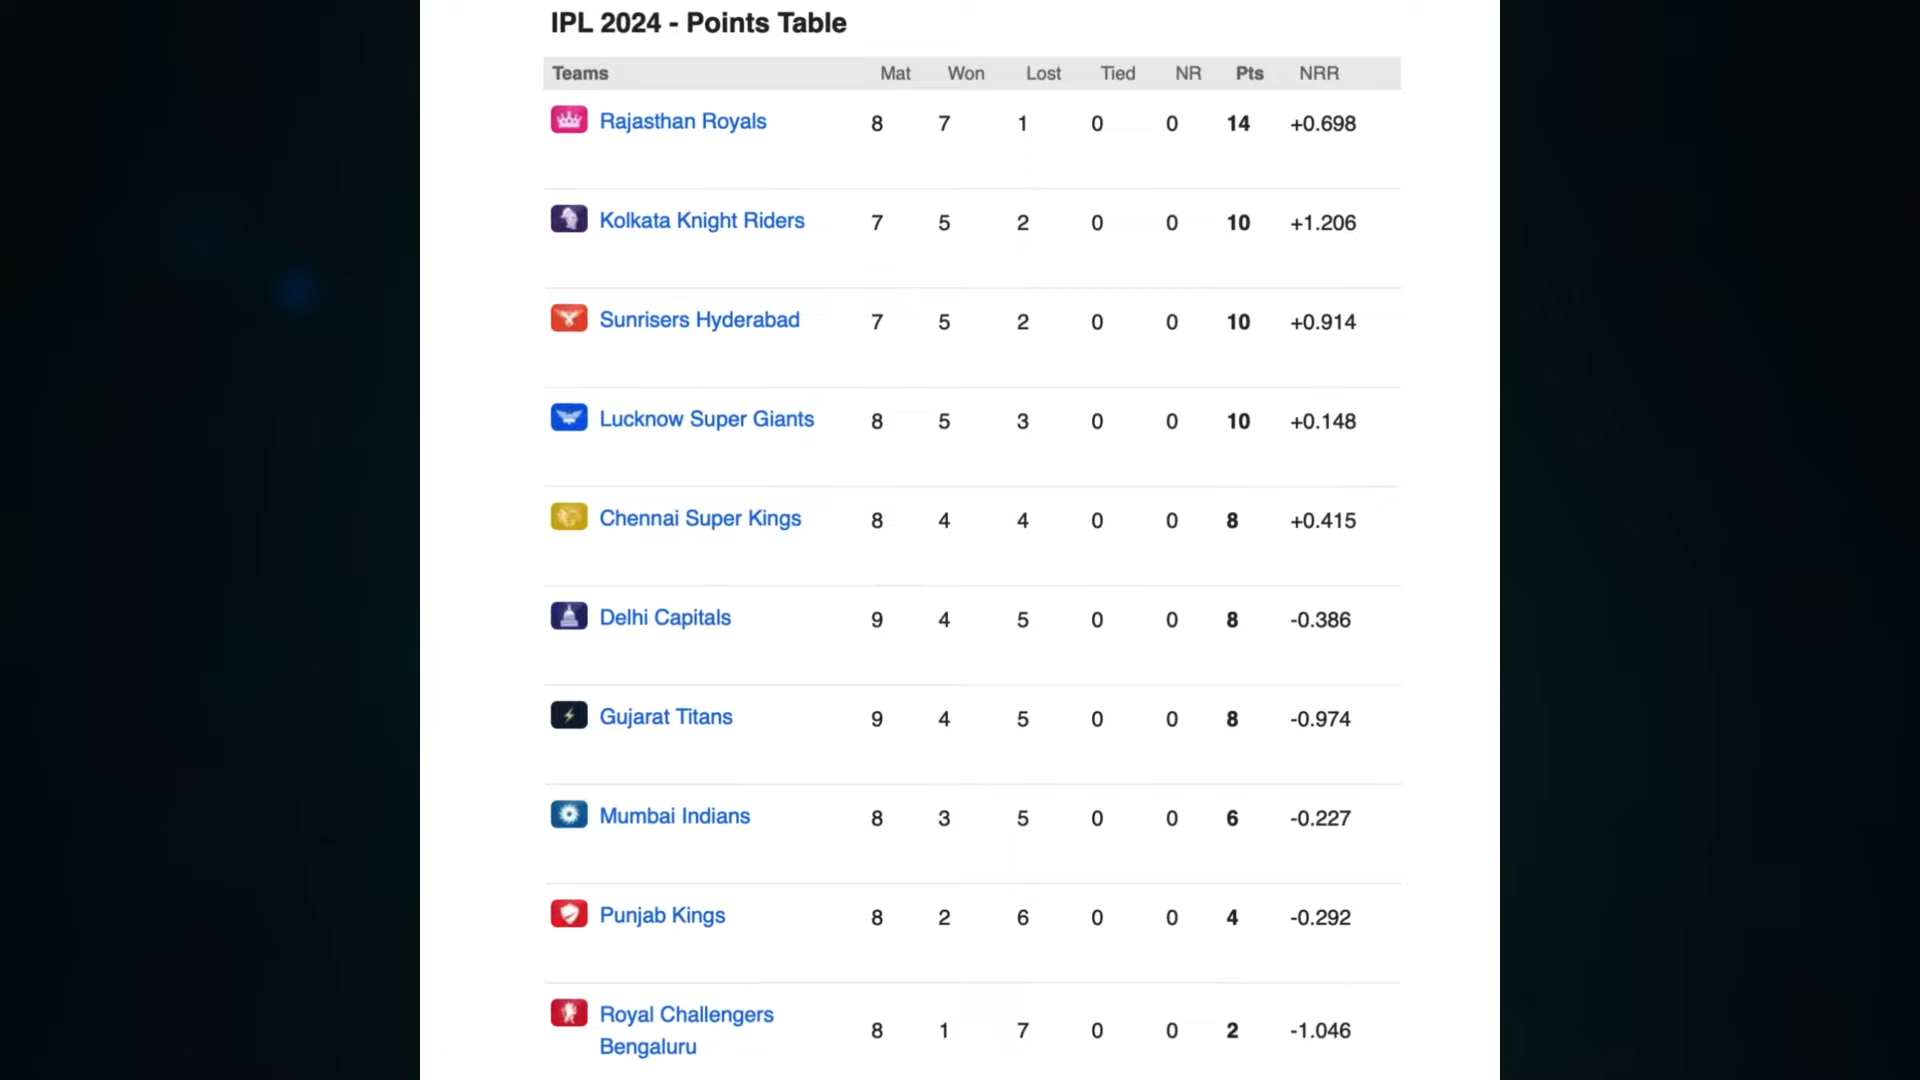 IPL 2024 - Points Table
Teams Mat Won Lost Tied NR Pts NRR
Rajasthan Royals 8 7 1 0 0 14 +0.698
Kolkata Knight Riders 7 5 2 0 0 10 +1.206
Sunrisers Hyderabad 7 5 2 0 0 10 +0.914
Lucknow Super Giants 8 5 3 0 0 10 +0.148
Chennai Super Kings 8 4 4 0 0 8 +0.415
Delhi Capitals 9 4 5 0 0 8 -0.386
Gujarat Titans 9 4 5 0 0 8 -0.974
Mumbai Indians 8 3 5 0 0 6 -0.227
Punjab Kings 8 2 6 0 0 4 -0.292
Royal Challengers
Bengaluru 8 1 7 0 0 2 -1.046